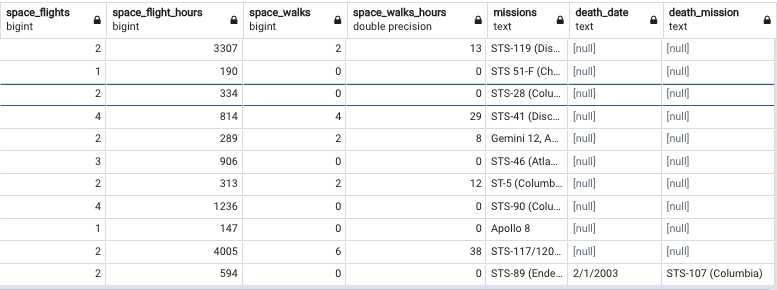 space_flights space_flight_hours space_walks space_walks_hours missions death_date death_mission
bigint bigint bigint double precision text text text
2 3307 2 13 STS-119 (Dis... [null] [null]
1 190 0 0 STS 51-F (Ch... [null] [null]
2 334 0 0 STS-28 (Colu... [null] [null]
4 814 4 29 STS-41 (Disc... [null] [null]
2 289 2 8 Gemini 12, A... [null] [null]
3 906 0 0 STS-46 (Atla... [null] [null]
2 313 2 12 ST-5 (Columb... [null] [null]
4 1236 0 0 STS-90 (Colu... [null] [null]
1 147 0 0 Apollo 8 [null] [null]
2 4005 6 38 STS-117/120... [null] [null]
2 594 0 0 STS-89 (Ende... 2/1/2003 STS-107 (Columbia)